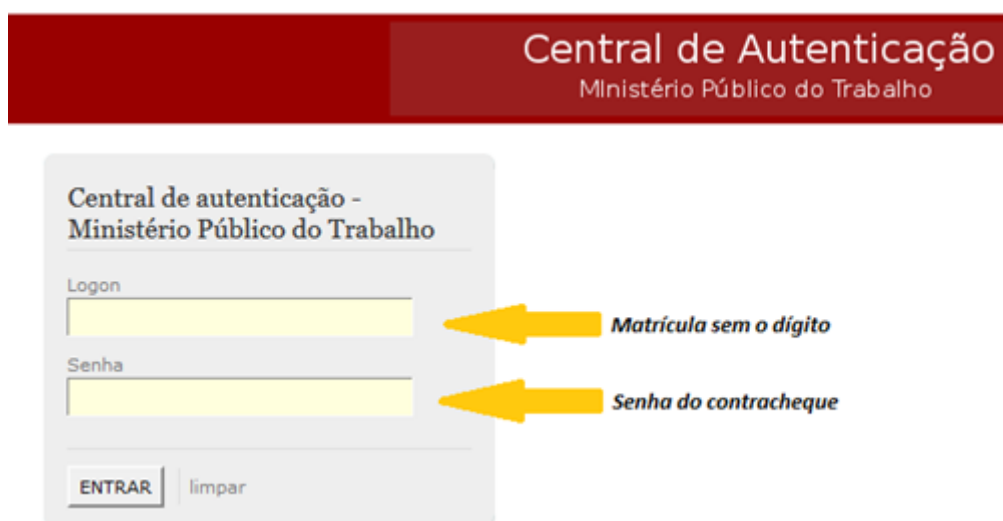 Central de Autenticação
MInistério Público do Trabalho
Central de autenticação -
Ministério Público do Trabalho
Logon
Matrícula sem o dígito
Senha
Senha do contracheque
ENTRAR
limpar